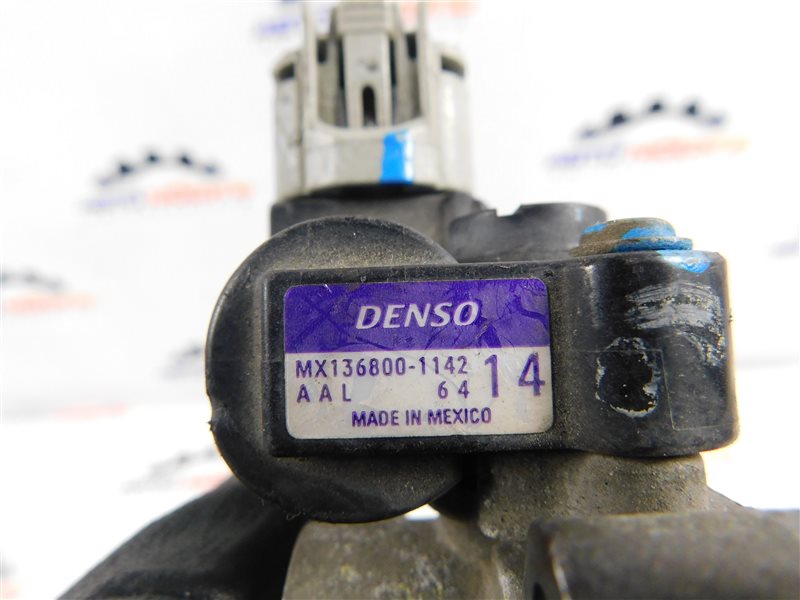 DENSO
MX136800-1142
AAL 64 14
MADE IN MEXICO